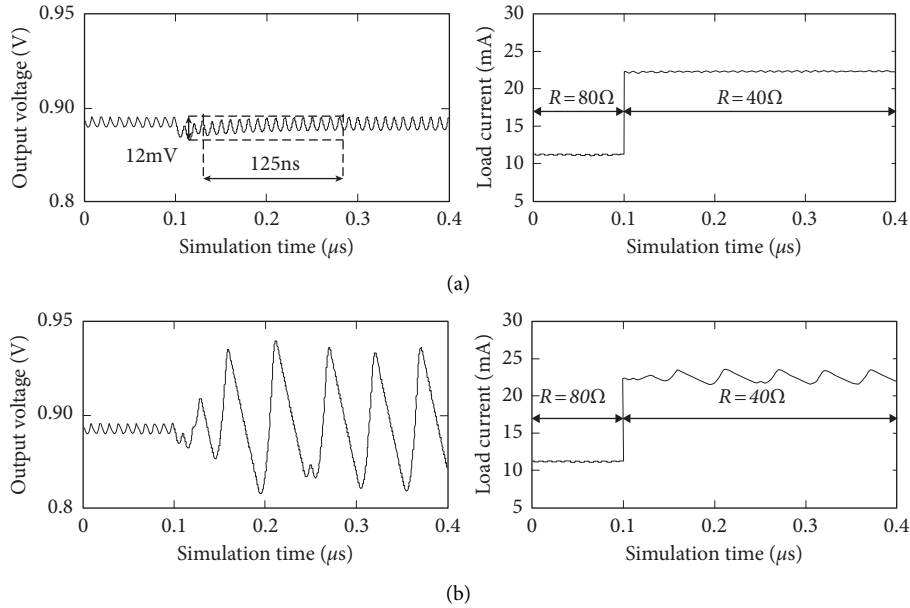 (a)
Output voltage (V)
0.95
0.90
0.8
12mV
125ns
0 0.1 0.2 0.3 0.4
Simulation time (μs)
Load current (mA)
30
25
20
15
10
5
R=80Ω
R=40Ω
0 0.1 0.2 0.3 0.4
Simulation time (μs)
(a)
Output voltage (V)
0.95
0.90
0.8
0 0.1 0.2 0.3 0.4
Simulation time (μs)
Load current (mA)
30
25
20
15
10
5
R=80Ω
R=40Ω
0 0.1 0.2 0.3 0.4
Simulation time (μs)
(b)